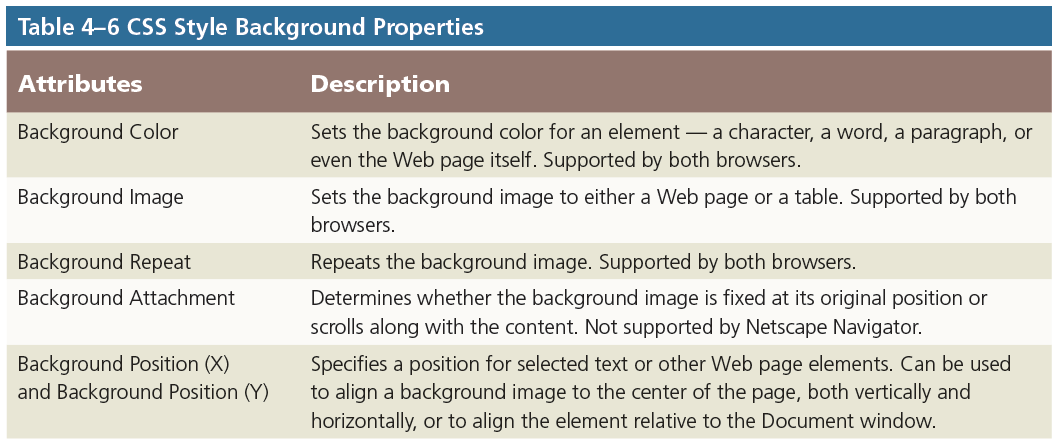 Table 4–6 CSS Style Background Properties
Attributes Description
Background Color Sets the background color for an element — a character, a word, a paragraph, or
even the Web page itself. Supported by both browsers.
Background Image Sets the background image to either a Web page or a table. Supported by both
browsers.
Background Repeat Repeats the background image. Supported by both browsers.
Background Attachment Determines whether the background image is fixed at its original position or
scrolls along with the content. Not supported by Netscape Navigator.
Background Position (X) Specifies a position for selected text or other Web page elements. Can be used
and Background Position (Y) to align a background image to the center of the page, both vertically and
horizontally, or to align the element relative to the Document window.